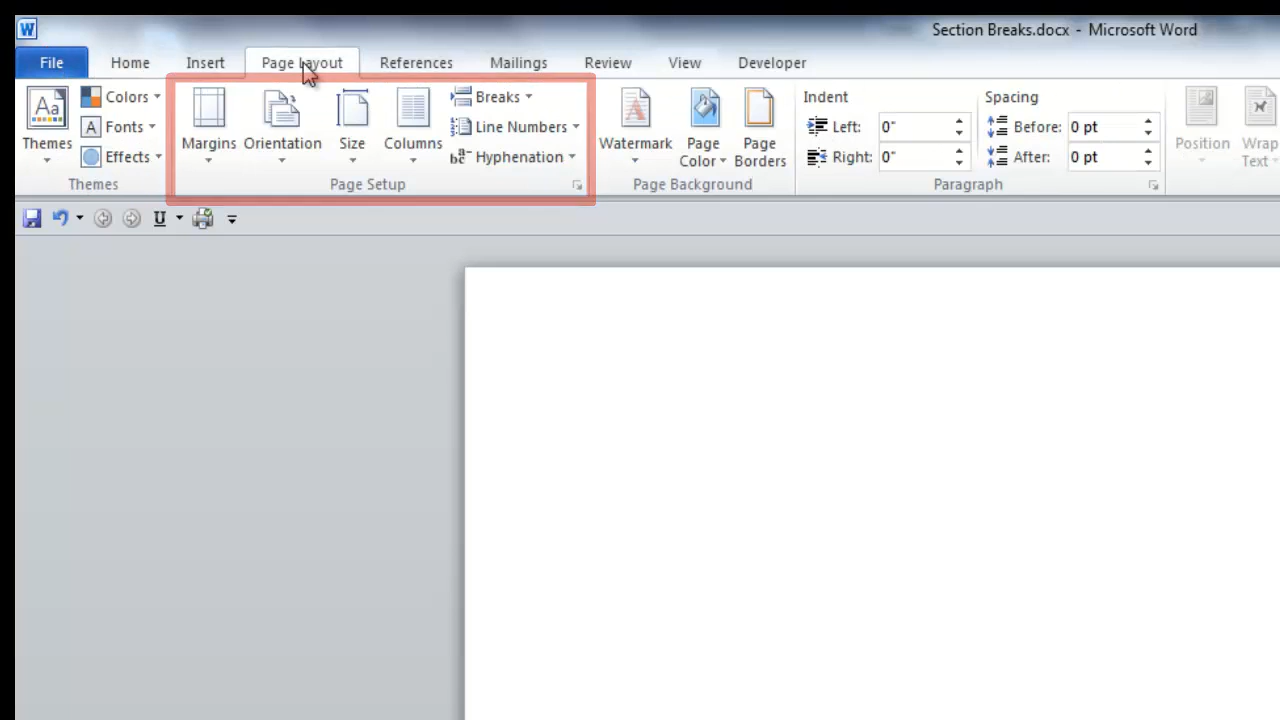 W
Section Breaks.docx - Microsoft Word
File Home Insert Page Layout References Mailings Review View Developer
Aa Themes
Colors
Fonts
Effects
Themes
Margins Orientation Size Columns
Breaks
Line Numbers
Hyphenation
Page Setup
Watermark Page Color Page Borders
Page Background
Indent
Left: 0"
Right: 0"
Spacing
Before: 0 pt
After: 0 pt
Paragraph
Position Wrap Text
U